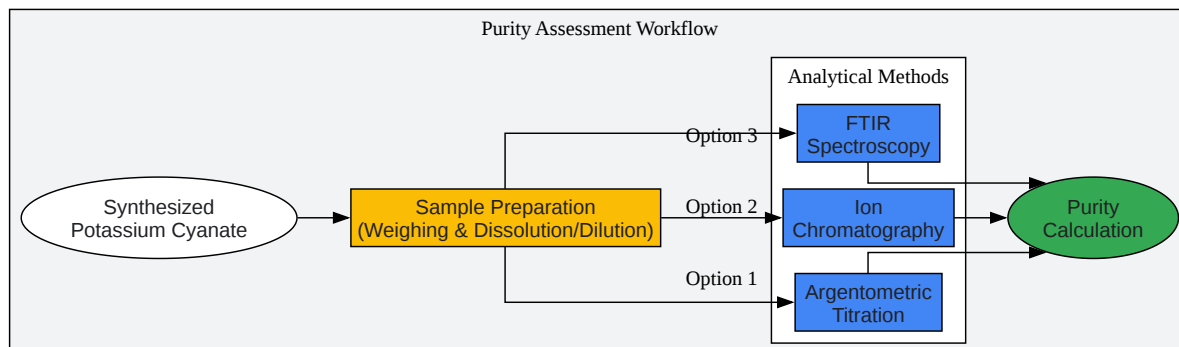 Purity Assessment Workflow
Analytical Methods
Option 3
FTIR
Spectroscopy
Synthesized
Potassium Cyanate
Sample Preparation
(Weighing & Dissolution/Dilution)
Option 2
Ion
Chromatography
Purity
Calculation
Option 1
Argentometric
Titration